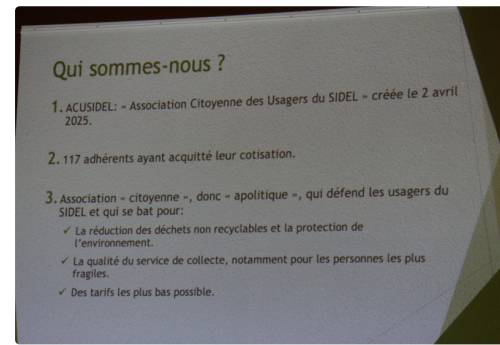 Qui sommes-nous ?
1. ACUSIDEL: « Association Citoyenne des Usagers du SIDEL » créée le 2 avril
2025.
2. 117 adhérents ayant acquitté leur cotisation.
3. Association « citoyenne », donc « apolitique », qui défend les usagers du
SIDEL et qui se bat pour:
✓ La réduction des déchets non recyclables et la protection de
l'environnement.
✓ La qualité du service de collecte, notamment pour les personnes les plus
fragiles.
✓ Des tarifs les plus bas possible.